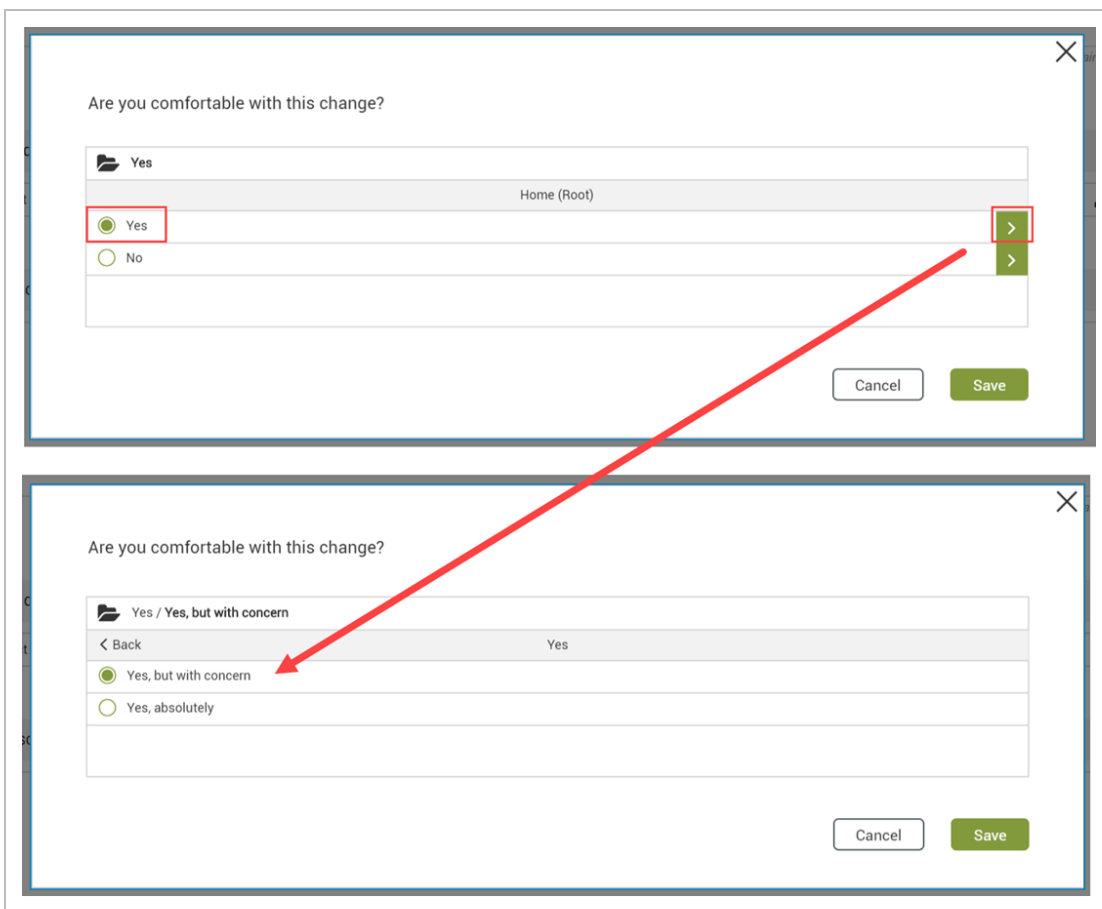 Are you comfortable with this change?
Yes
Home (Root)
Yes
No
Cancel Save
Are you comfortable with this change?
Yes / Yes, but with concern
< Back Yes
Yes, but with concern
Yes, absolutely
Cancel Save